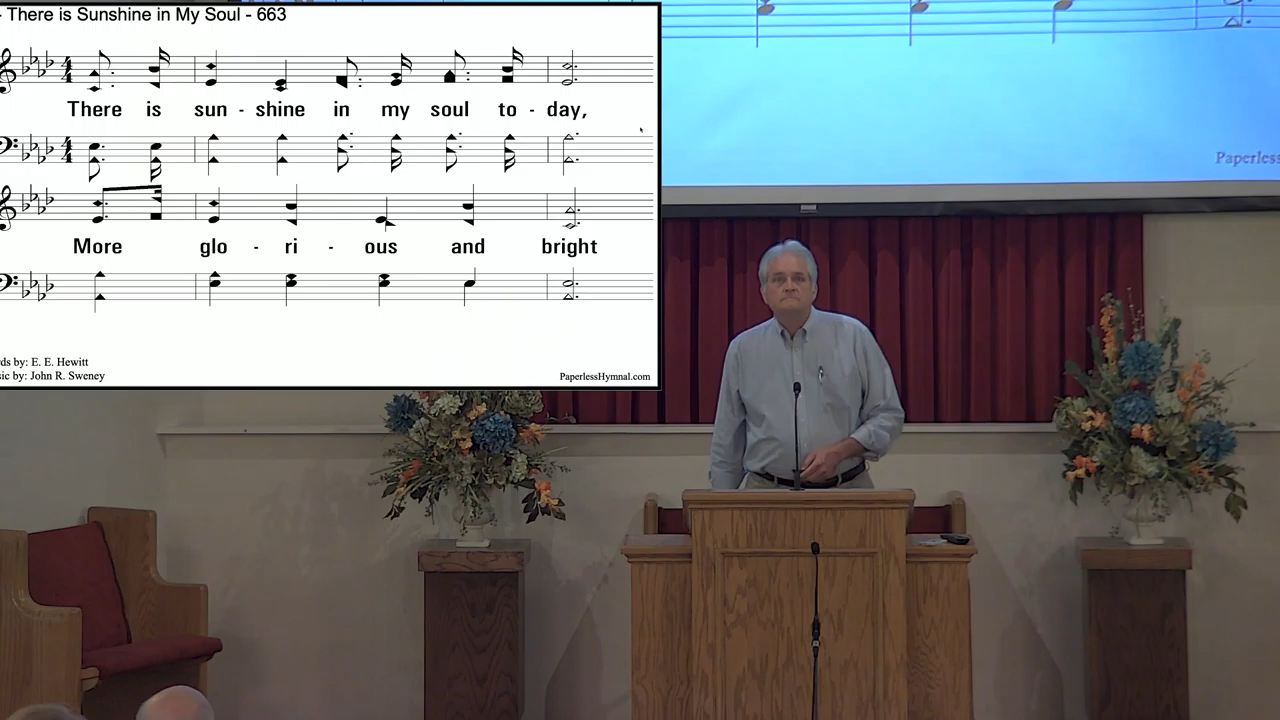 - There is Sunshine in My Soul - 663
There is sun - shine in my soul to - day,
More glo - ri - ous and bright
ds by: E. E. Hewitt
sic by: John R. Sweney
PaperlessHymnal.com
Paperless